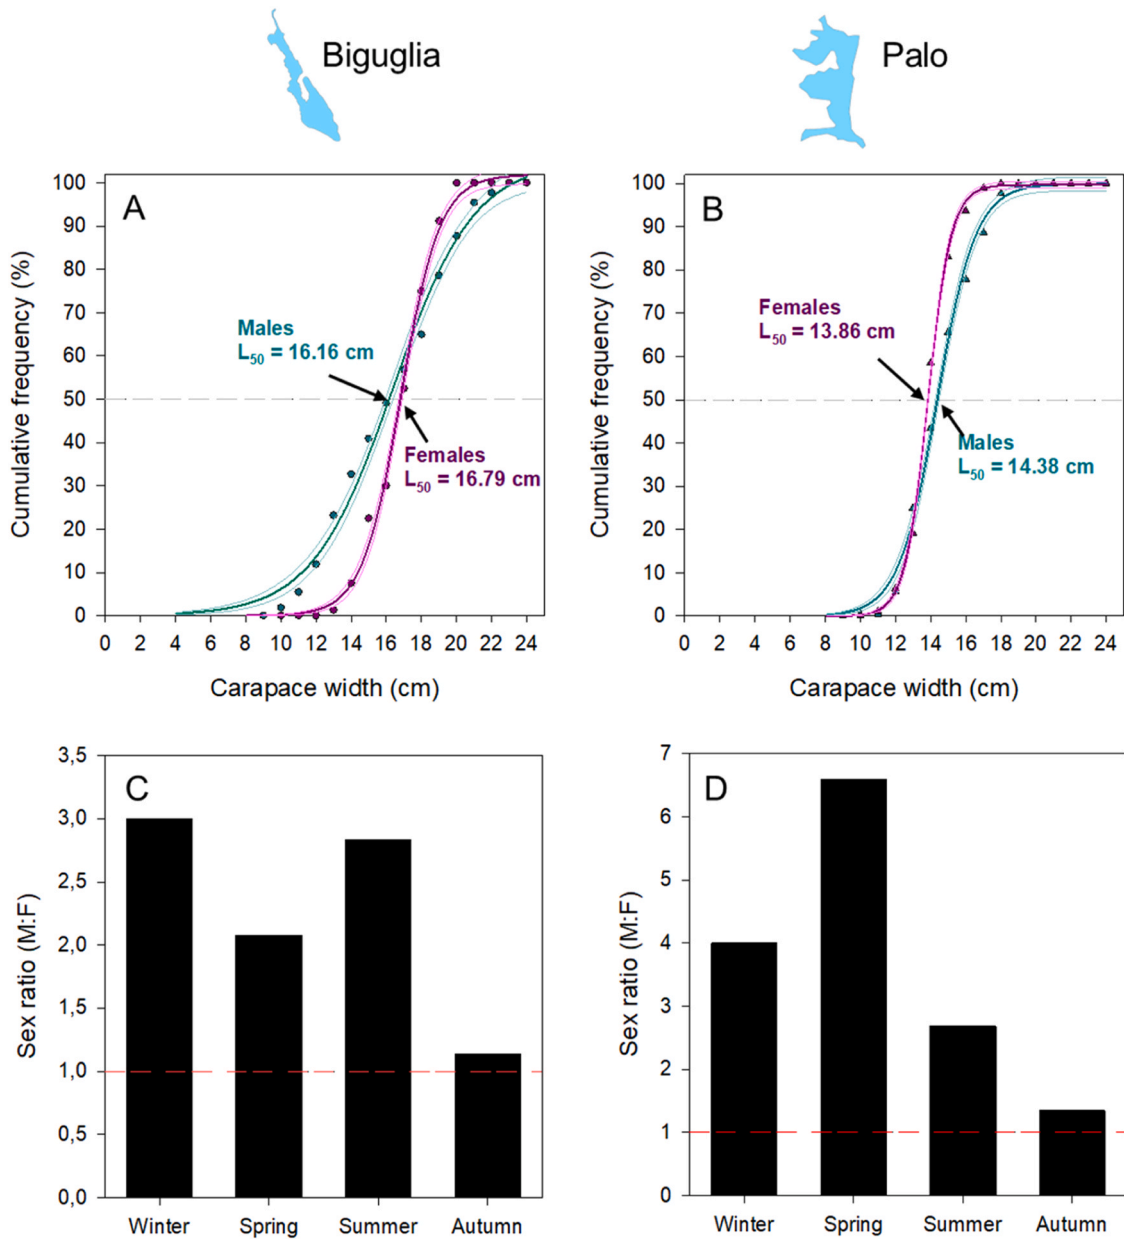 Biguglia
Palo
A
100
90
80
70
60
50
40
30
20
10
0
Cumulative frequency (%)
Males
L50 = 16.16 cm
Females
L50 = 16.79 cm
0 2 4 6 8 10 12 14 16 18 20 22 24
Carapace width (cm)
B
100
90
80
70
60
50
40
30
20
10
0
Cumulative frequency (%)
Females
L50 = 13.86 cm
Males
L50 = 14.38 cm
0 2 4 6 8 10 12 14 16 18 20 22 24
Carapace width (cm)
C
3,5
3,0
2,5
2,0
1,5
1,0
0,5
0,0
Sex ratio (M:F)
Winter Spring Summer Autumn
D
7
6
5
4
3
2
1
0
Sex ratio (M:F)
Winter Spring Summer Autumn